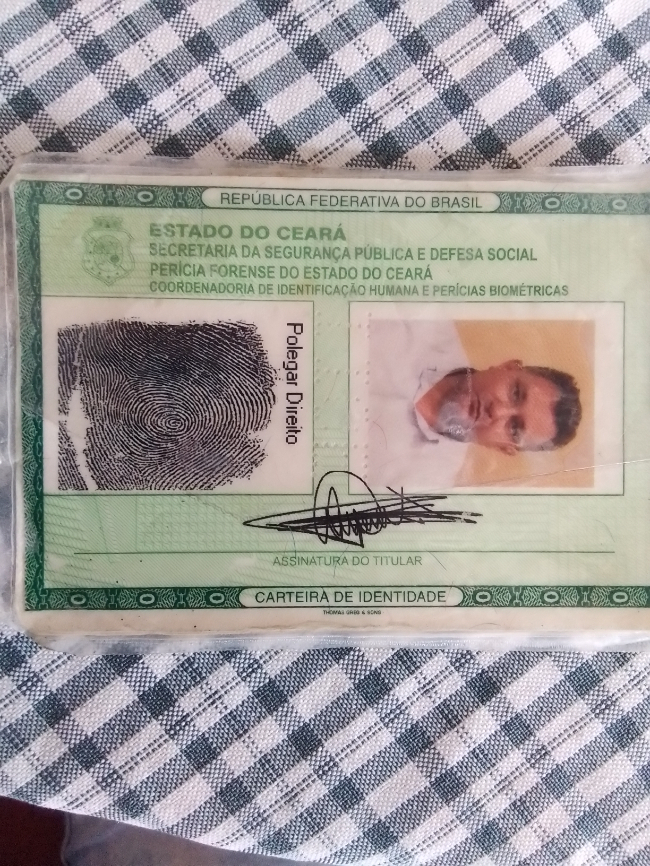 REPÚBLICA FEDERATIVA DO BRASIL
ESTADO DO CEARÁ
SECRETARIA DA SEGURANÇA PÚBLICA E DEFESA SOCIAL
PERÍCIA FORENSE DO ESTADO DO CEARÁ
COORDENADORIA DE IDENTIFICAÇÃO HUMANA E PERÍCIAS BIOMÉTRICAS
Polegar Direito
ASSINATURA DO TITULAR
CARTEIRA DE IDENTIDADE
THOMAS GREG & SONS